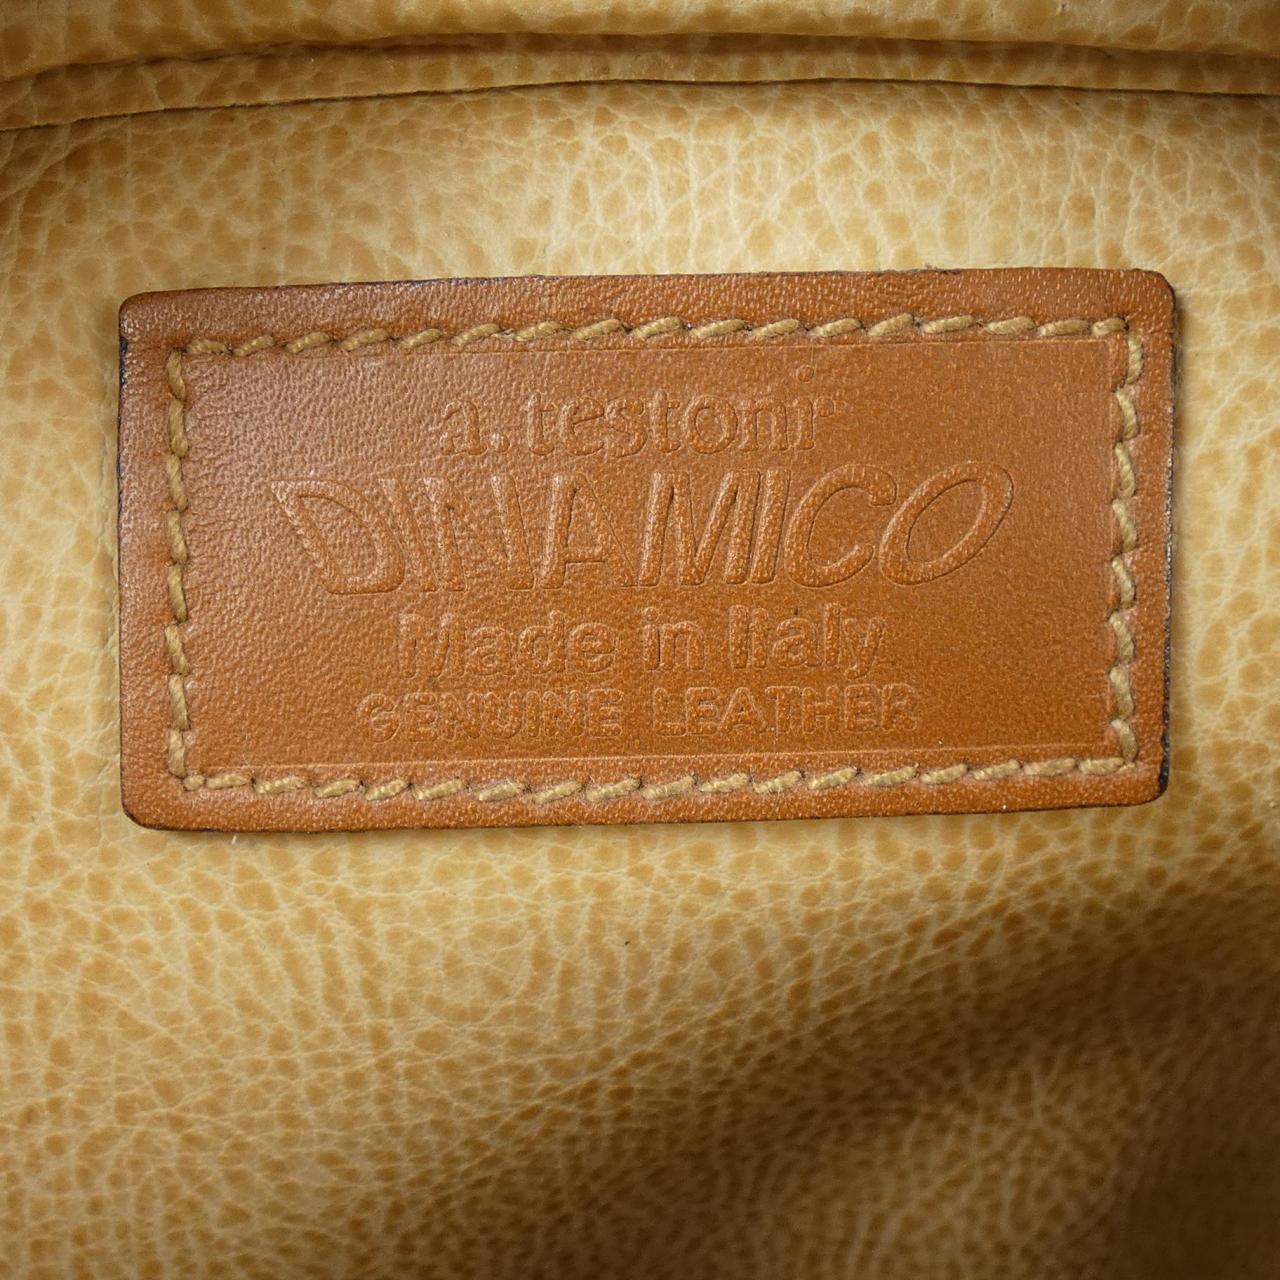 a.testoni
DINAMICO
Made in Italy
GENUINE LEATHER